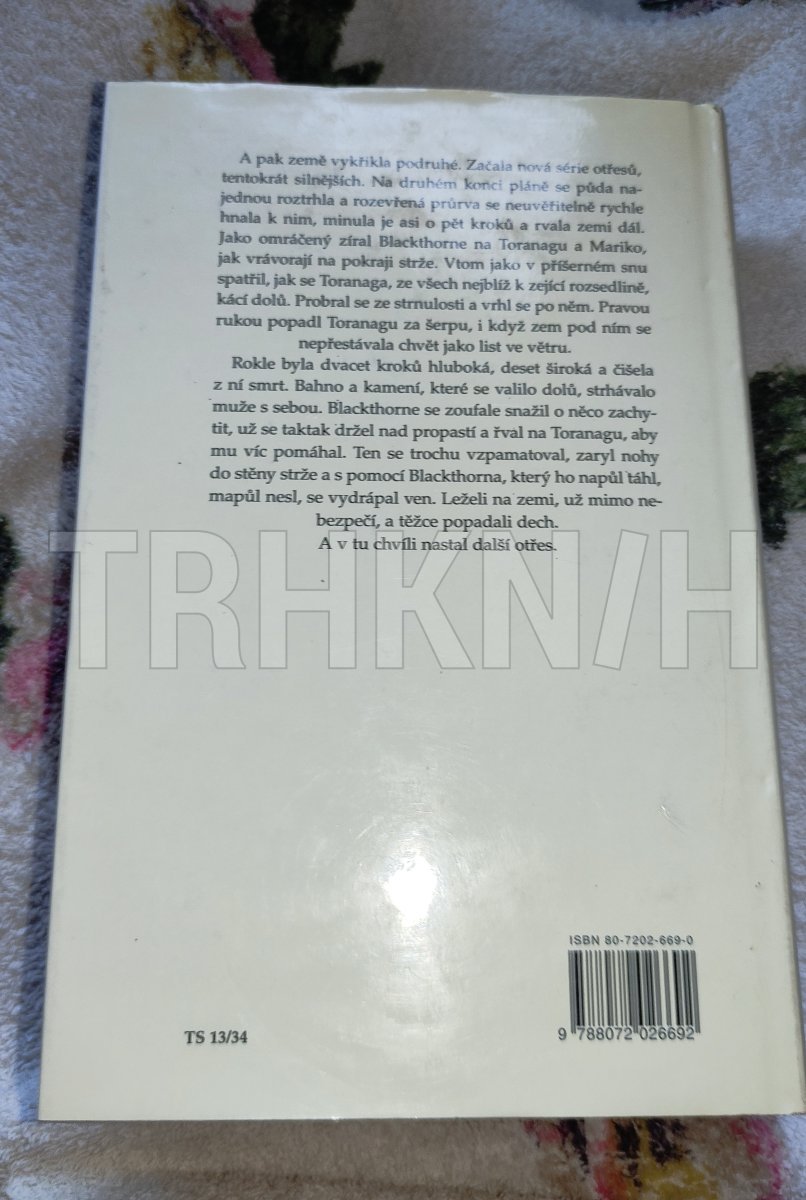 A pak země vykřikla podruhé. Začala nová série otřesů,
tentokrát silnějších. Na druhém konci pláně se půda na-
jednou roztrhla a rozevřená průrva se neuvěřitelně rychle
hnala k nim, minula je asi o pět kroků a rvala zemi dál.
Jako omráčený zíral Blackthorne na Toranagu a Mariko,
jak vrávorají na pokraji strže. Vtom jako v příšerném snu
spatřil, jak se Toranaga, ze všech nejblíž k zející rozsedlině,
kácí dolů. Probral se ze strnulosti a vrhl se po něm. Pravou
rukou popadl Toranagu za šerpu, i když zem pod ním se
nepřestávala chvět jako list ve větru.
Rokle byla dvacet kroků hluboká, deset široká a čišela
z ní smrt. Bahno a kamení, které se valilo dolů, strhávalo
muže s sebou. Blackthorne se zoufale snažil o něco zachy-
tit, už se taktak držel nad propastí a řval na Toranagu, aby
mu víc pomáhal. Ten se trochu vzpamatoval, zaryl nohy
do stěny strže a s pomocí Blackthorna, který ho napůl táhl,
mapůl nesl, se vydrápal ven. Leželi na zemi, už mimo ne-
bezpečí, a těžce popadali dech.
A v tu chvíli nastal další otřes.
TRHKN/H
ISBN 80-7202-669-0
9 788072 026692
TS 13/34